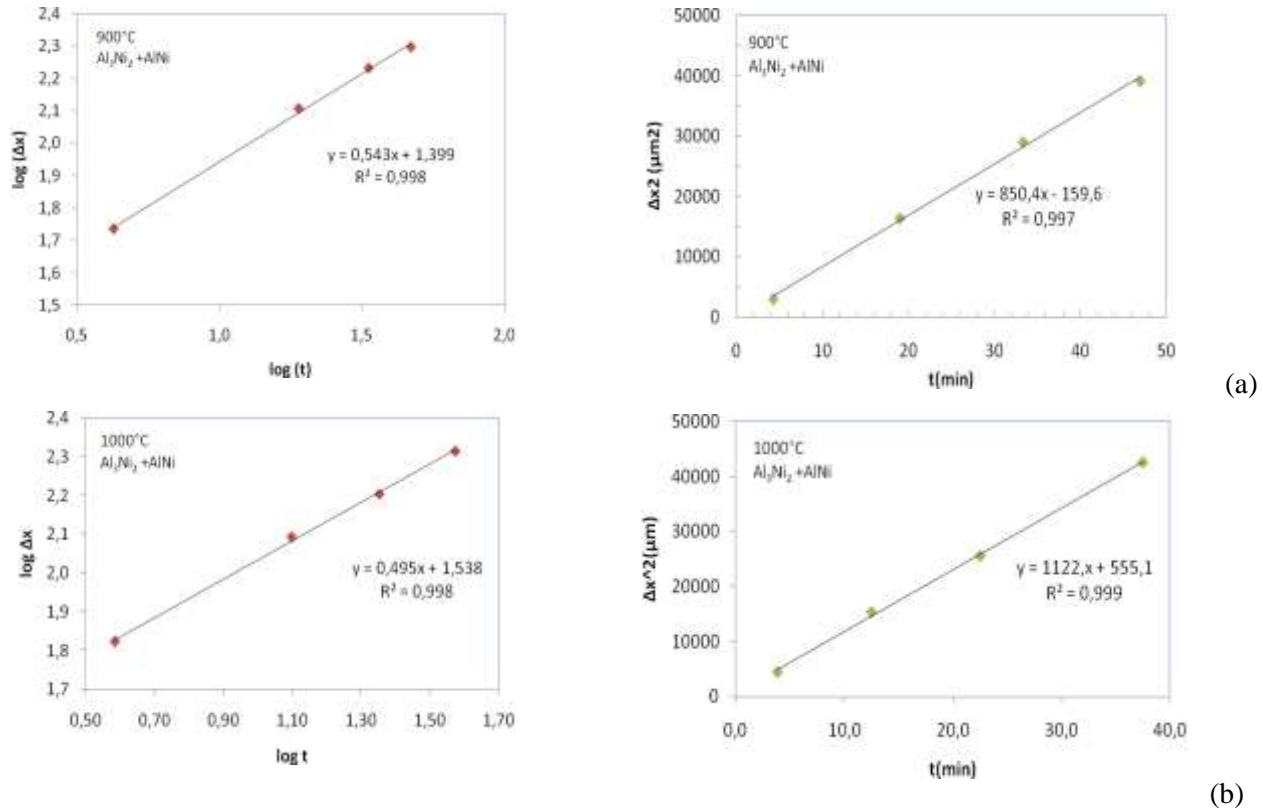 2,4
2,3
2,2
2,1
2,0
1,9
1,8
1,7
1,6
1,5
log (Δx)
900°C
Al₃Ni₂ +AlNi
y = 0,543x + 1,399
R² = 0,998
0,5 1,0 1,5 2,0
log (t)
50000
40000
30000
20000
10000
0
Δx2 (µm2)
900°C
Al₃Ni₂ +AlNi
y = 850,4x - 159,6
R² = 0,997
0 10 20 30 40 50
t(min)
(a)
2,4
2,3
2,2
2,1
2,0
1,9
1,8
1,7
log Δx
1000°C
Al₃Ni₂ +AlNi
y = 0,495x + 1,538
R² = 0,998
0,50 0,70 0,90 1,10 1,30 1,50 1,70
log t
50000
40000
30000
20000
10000
0
Δx^2(µm)
1000°C
Al₃Ni₂ +AlNi
y = 1122,x + 555,1
R² = 0,999
0,0 10,0 20,0 30,0 40,0
t(min)
(b)